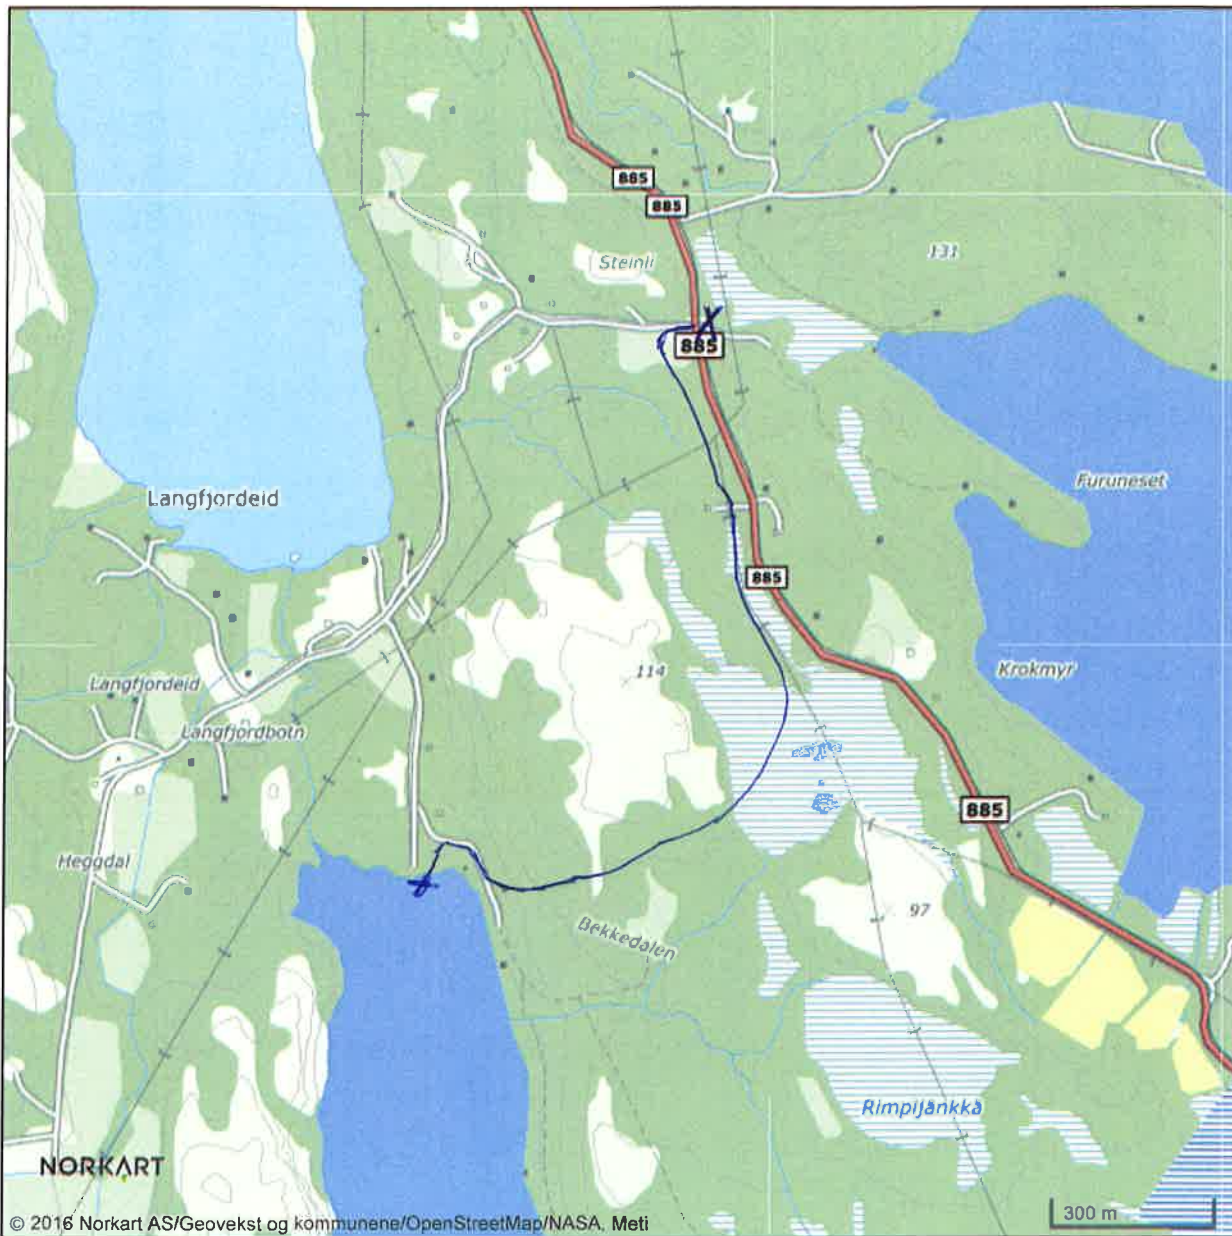 885
885
131
Steinli
885
Furuneset
Langfjordeid
885
114
Krokmyr
Langfjordeid
Langfjordbotn
885
Heggdal
97
Bekkedalen
Rimpijänkkä
NORKART
300 m
© 2016 Norkart AS/Geovekst og kommunene/OpenStreetMap/NASA, Meti